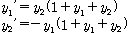 y₁' = y₂(1 + y₁ + y₂)
y₂' = − y₁(1 + y₁ + y₂)